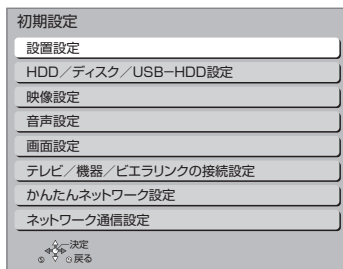 初期設定
設置設定
HDD／ディスク／USB－HDD設定
映像設定
音声設定
画面設定
テレビ／機器／ビエラリンクの接続設定
かんたんネットワーク設定
ネットワーク通信設定
決定
戻る